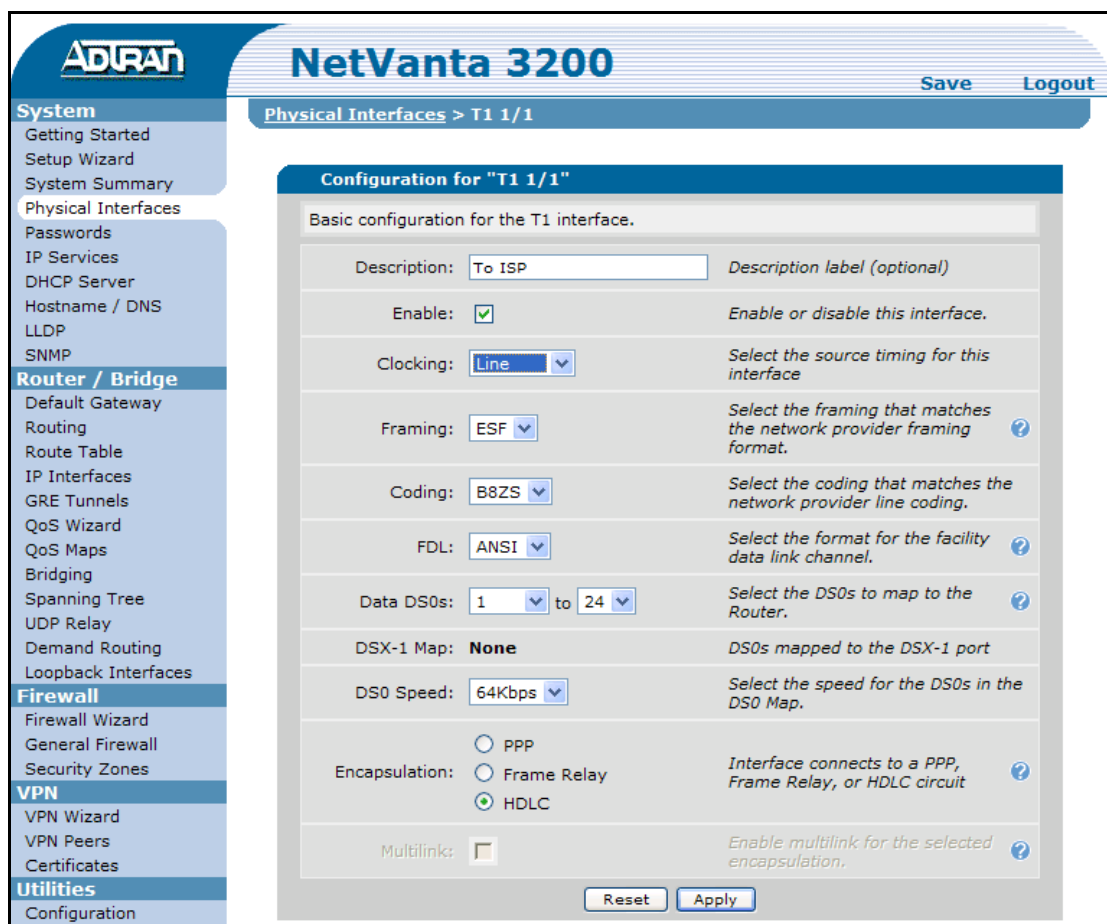 ADTRAN
NetVanta 3200
Save Logout
System
Getting Started
Setup Wizard
System Summary
Physical Interfaces
Passwords
IP Services
DHCP Server
Hostname / DNS
LLDP
SNMP
Router / Bridge
Default Gateway
Routing
Route Table
IP Interfaces
GRE Tunnels
QoS Wizard
QoS Maps
Bridging
Spanning Tree
UDP Relay
Demand Routing
Loopback Interfaces
Firewall
Firewall Wizard
General Firewall
Security Zones
VPN
VPN Wizard
VPN Peers
Certificates
Utilities
Configuration
Physical Interfaces > T1 1/1
Configuration for "T1 1/1"
Basic configuration for the T1 interface.
Description: To ISP Description label (optional)
Enable: Enable or disable this interface.
Clocking: Line Select the source timing for this
interface
Framing: ESF Select the framing that matches
the network provider framing
format. ?
Coding: B8ZS Select the coding that matches the
network provider line coding.
FDL: ANSI Select the format for the facility
data link channel. ?
Data DS0s: 1 to 24 Select the DS0s to map to the
Router. ?
DSX-1 Map: None DS0s mapped to the DSX-1 port
DS0 Speed: 64Kbps Select the speed for the DS0s in the
DS0 Map.
Encapsulation: PPP
Frame Relay
HDLC
Interface connects to a PPP,
Frame Relay, or HDLC circuit ?
Multilink: Enable multilink for the selected
encapsulation. ?
Reset Apply